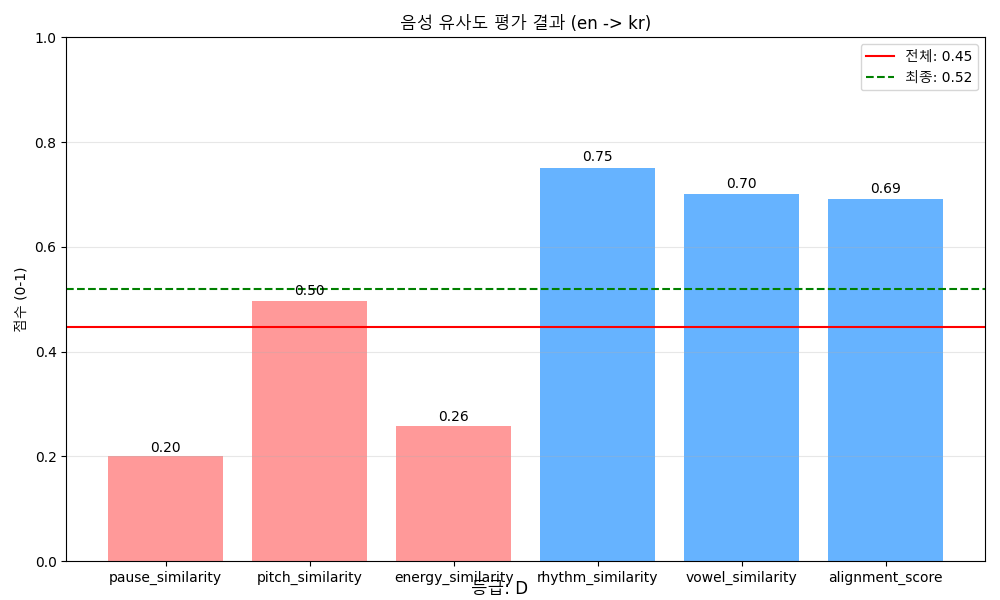 음성 유사도 평가 결과 (en -> kr)
전체: 0.45
최종: 0.52
점수 (0-1)
1.0
0.8
0.6
0.4
0.2
0.0
0.20
0.50
0.26
0.75
0.70
0.69
pause_similarity
pitch_similarity
energy_similarity
rhythm_similarity
vowel_similarity
alignment_score
등급: D